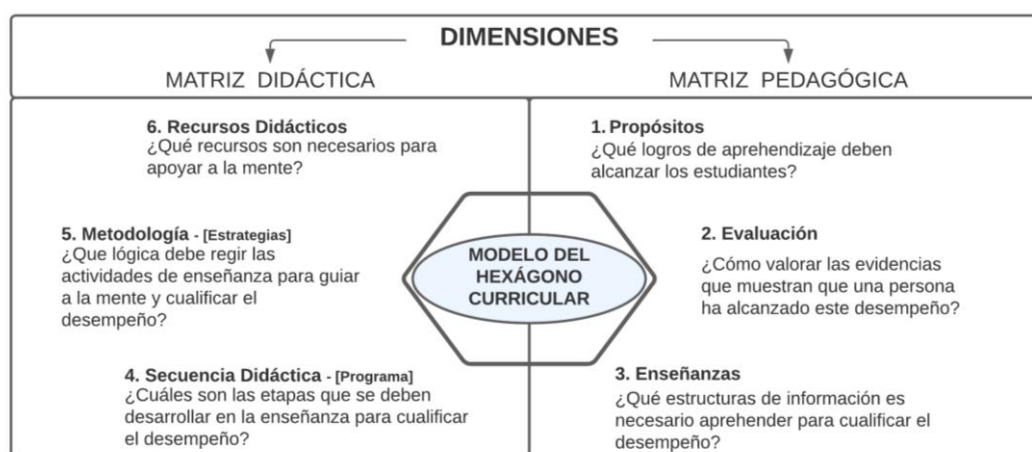 DIMENSIONES
MATRIZ DIDÁCTICA
MATRIZ PEDAGÓGICA
6. Recursos Didácticos
¿Qué recursos son necesarios para
apoyar a la mente?
5. Metodología - [Estrategias]
¿Que lógica debe regir las
actividades de enseñanza para guiar
a la mente y cualificar el
desempeño?
4. Secuencia Didáctica - [Programa]
¿Cuáles son las etapas que se deben
desarrollar en la enseñanza para cualificar
el desempeño?
MODELO DEL
HEXÁGONO
CURRICULAR
1. Propósitos
¿Qué logros de aprehendizaje deben
alcanzar los estudiantes?
2. Evaluación
¿Cómo valorar las evidencias
que muestran que una persona
ha alcanzado este desempeño?
3. Enseñanzas
¿Qué estructuras de información es
necesario aprehender para cualificar el
desempeño?